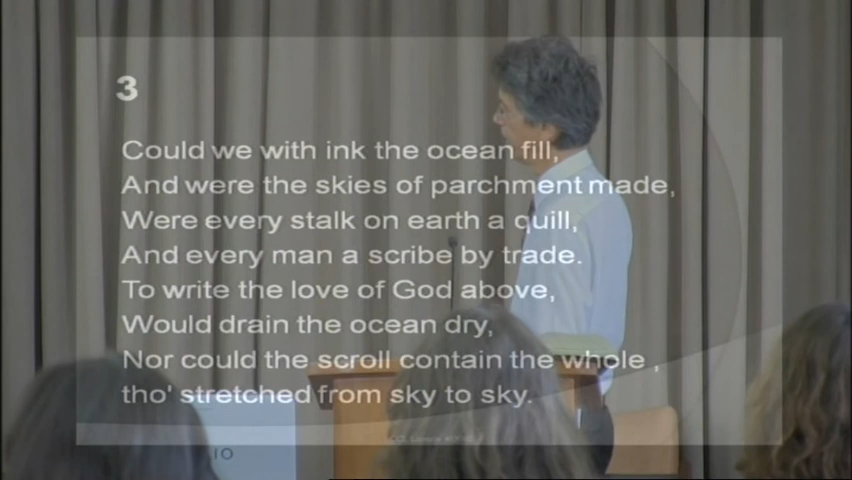 3
Could we with ink the ocean fill,
And were the skies of parchment made,
Were every stalk on earth a quill,
And every man a scribe by trade.
To write the love of God above,
Would drain the ocean dry,
Nor could the scroll contain the whole ,
tho' stretched from sky to sky.
IO